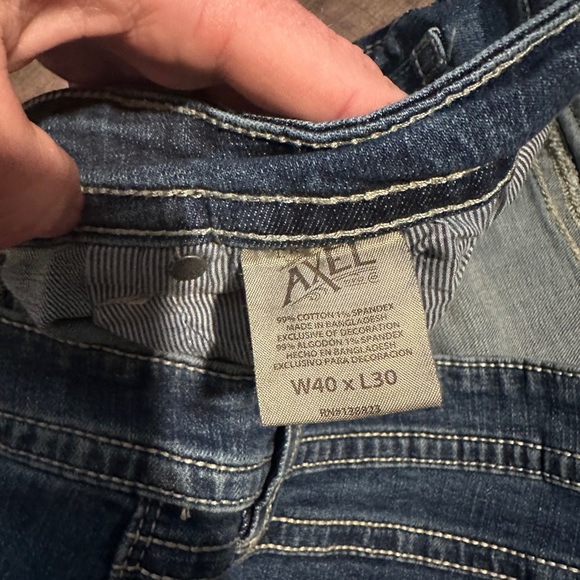 AXEL
99% COTTON 1% SPANDEX
MADE IN BANGLADESH
EXCLUSIVE OF DECORATION
99% ALGODON 1% SPANDEX
HECHO EN BANGLADESH
EXCLUSIVO PARA DECORACION
W40 x L30
RN#138823